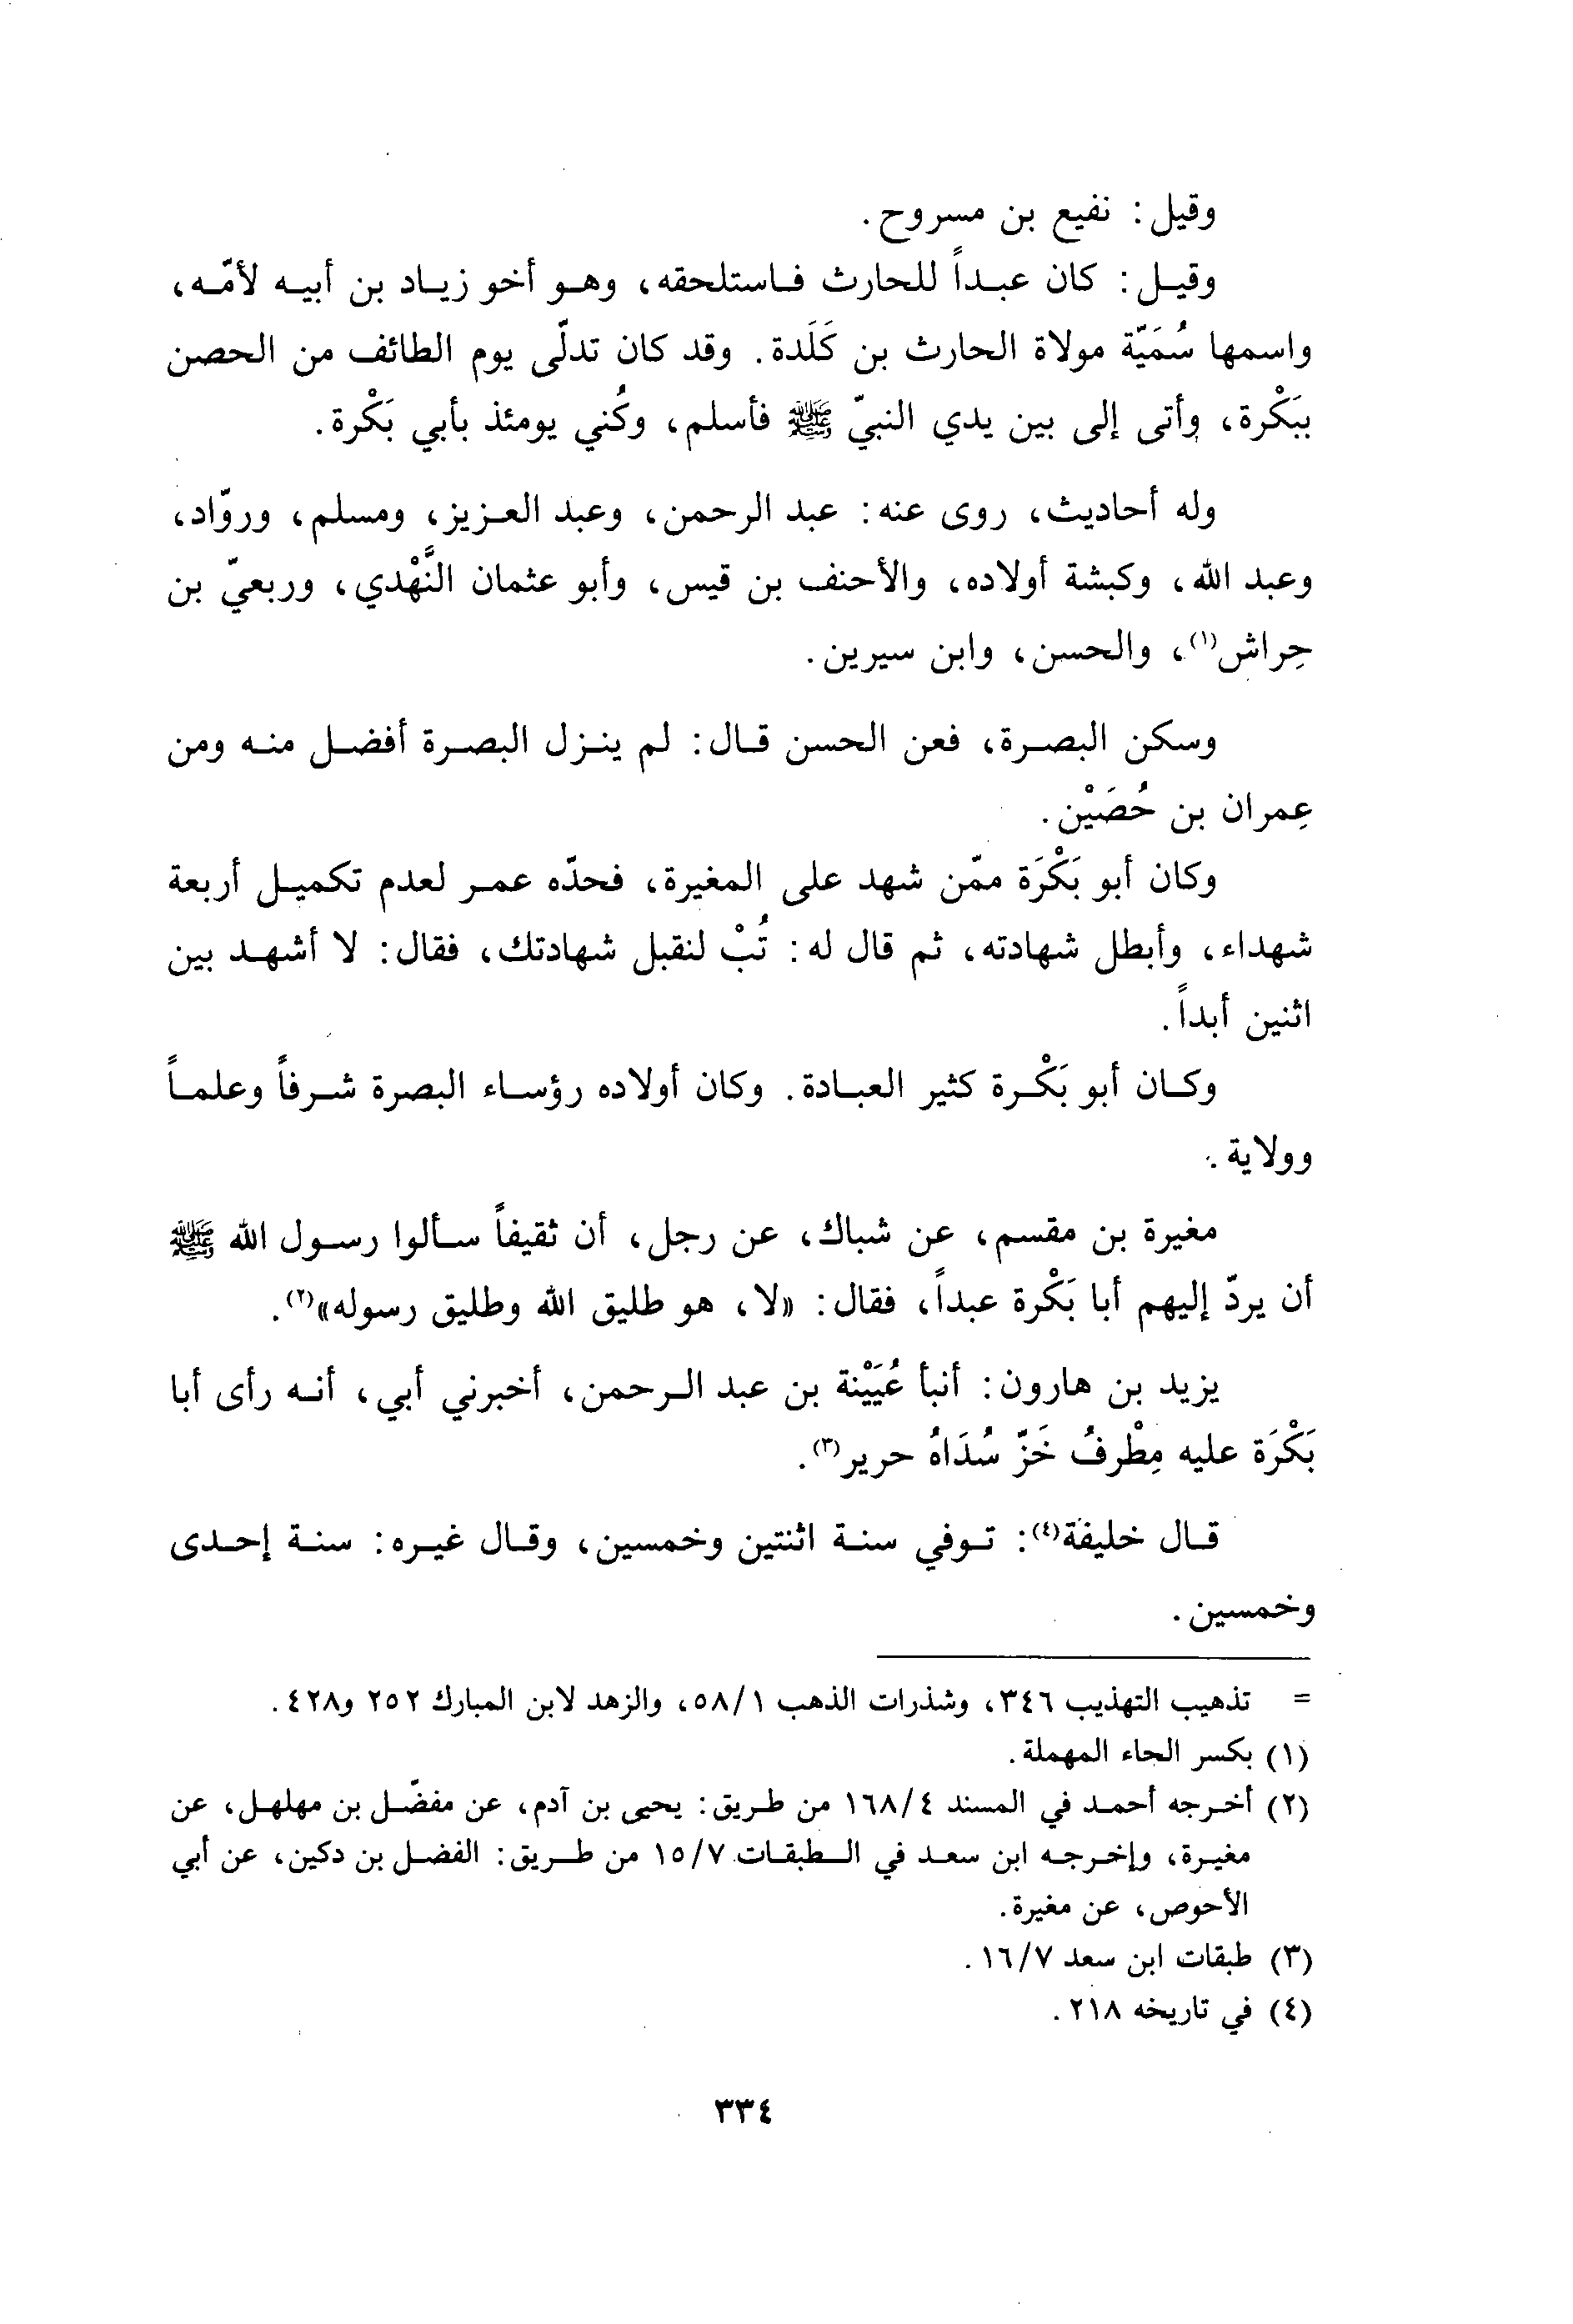 وقيل: نفيع بن مسروح.
وقيل: كان عبداً للحارث فاستلحقه، وهو أخو زياد بن أبيه لأمّه،
واسمها سُمَيّة مولاة الحارث بن كَلَدة. وقد كان تدلّى يوم الطائف من الحصن
ببَكْرة، وأتى إلى بين يدي النبيّ ﷺ فأسلم، وكُني يومئذ بأبي بَكْرة.
وله أحاديث، روى عنه: عبد الرحمن، وعبد العزيز، ومسلم، وروّاد،
وعبد الله، وكبشة أولاده، والأحنف بن قيس، وأبو عثمان النَّهْدي، وربعيّ بن
حِراش(١)، والحسن، وابن سيرين.
وسكن البصرة، فعن الحسن قال: لم ينزل البصرة أفضل منه ومن
عِمران بن حُصَيْن.
وكان أبو بَكْرَة ممّن شهد على المغيرة، فحدّه عمر لعدم تكميل أربعة
شهداء، وأبطل شهادته، ثم قال له: تُبْ لنقبل شهادتك، فقال: لا أشهد بين
اثنين أبداً.
وكان أبو بَكْرة كثير العبادة. وكان أولاده رؤساء البصرة شرفاً وعلماً
وولاية.
مغيرة بن مقسم، عن شباك، عن رجل، أن ثقيفاً سألوا رسول الله ﷺ
أن يردّ إليهم أبا بَكْرة عبداً، فقال: «لا، هو طليق الله وطليق رسوله»(٢).
يزيد بن هارون: أنبأ عُيَيْنة بن عبد الرحمن، أخبرني أبي، أنه رأى أبا
بَكْرَة عليه مِطْرفُ خَزّ سُدَاهُ حرير(٣).
قال خليفة(٤): توفي سنة اثنتين وخمسين، وقال غيره: سنة إحدى
وخمسين.
= تذهيب التهذيب ٣٤٦، وشذرات الذهب ٥٨/١، والزهد لابن المبارك ٢٥٢ و٤٢٨.
(١) بكسر الحاء المهملة.
(٢) أخرجه أحمد في المسند ١٦٨/٤ من طريق: يحيى بن آدم، عن مفضّل بن مهلهل، عن
مغيرة، وإخرجه ابن سعد في الطبقات ١٥/٧ من طريق: الفضل بن دكين، عن أبي
الأحوص، عن مغيرة.
(٣) طبقات ابن سعد ١٦/٧.
(٤) في تاريخه ٢١٨.
٣٣٤